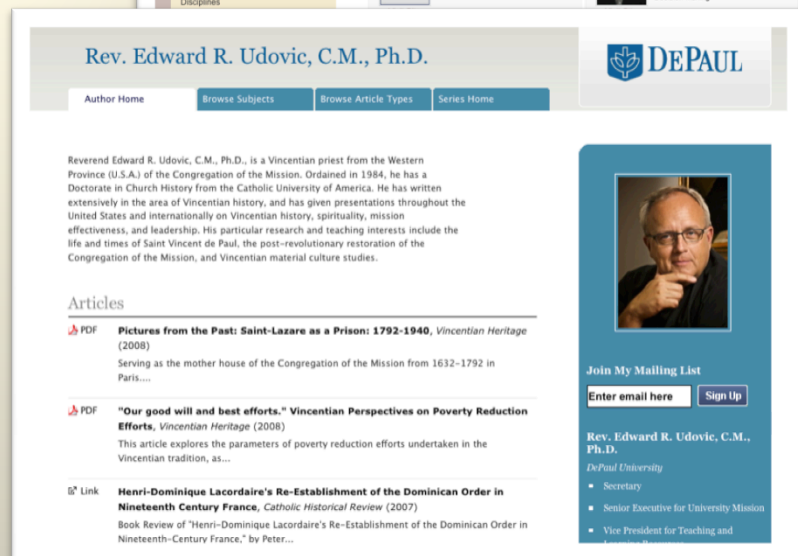 Disciplines
Rev. Edward R. Udovic, C.M., Ph.D.
DEPAUL
Author Home
Browse Subjects
Browse Article Types
Series Home
Reverend Edward R. Udovic, C.M., Ph.D., is a Vincentian priest from the Western
Province (U.S.A.) of the Congregation of the Mission. Ordained in 1984, he has a
Doctorate in Church History from the Catholic University of America. He has written
extensively in the area of Vincentian history, and has given presentations throughout the
United States and internationally on Vincentian history, spirituality, mission
effectiveness, and leadership. His particular research and teaching interests include the
life and times of Saint Vincent de Paul, the post-revolutionary restoration of the
Congregation of the Mission, and Vincentian material culture studies.
Articles
PDF
Pictures from the Past: Saint-Lazare as a Prison: 1792-1940, Vincentian Heritage
(2008)
Serving as the mother house of the Congregation of the Mission from 1632-1792 in
Paris....
PDF
"Our good will and best efforts." Vincentian Perspectives on Poverty Reduction
Efforts, Vincentian Heritage (2008)
This article explores the parameters of poverty reduction efforts undertaken in the
Vincentian tradition, as...
Link
Henri-Dominique Lacordaire's Re-Establishment of the Dominican Order in
Nineteenth Century France, Catholic Historical Review (2007)
Book Review of "Henri-Dominique Lacordaire's Re-Establishment of the Dominican Order in
Nineteenth-Century France," by Peter...
Join My Mailing List
Enter email here
Sign Up
Rev. Edward R. Udovic, C.M.,
Ph.D.
DePaul University
Secretary
Senior Executive for University Mission
Vice President for Teaching and